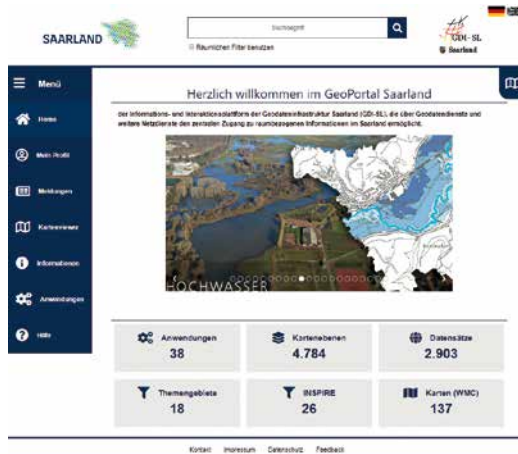 SAARLAND
Suchbegriff
Räumlichen Filter benutzen
GDI-SL
Saarland
Menü
Home
Mein Profil
Meldungen
Kartenviewer
Informationen
Anwendungen
Hilfe
Herzlich willkommen im GeoPortal Saarland
der Informations- und Interaktionsplattform der Geodateninfrastruktur Saarland (GDI-SL), die über Geodatendienste und
weitere Netzdienste den zentralen Zugang zu raumbezogenen Informationen im Saarland ermöglicht.
HOCHWASSER
Anwendungen
38
Kartenebenen
4.784
Datensätze
2.903
Themengebiete
18
INSPIRE
26
Karten (WMC)
137
Kontakt Impressum Datenschutz Feedback